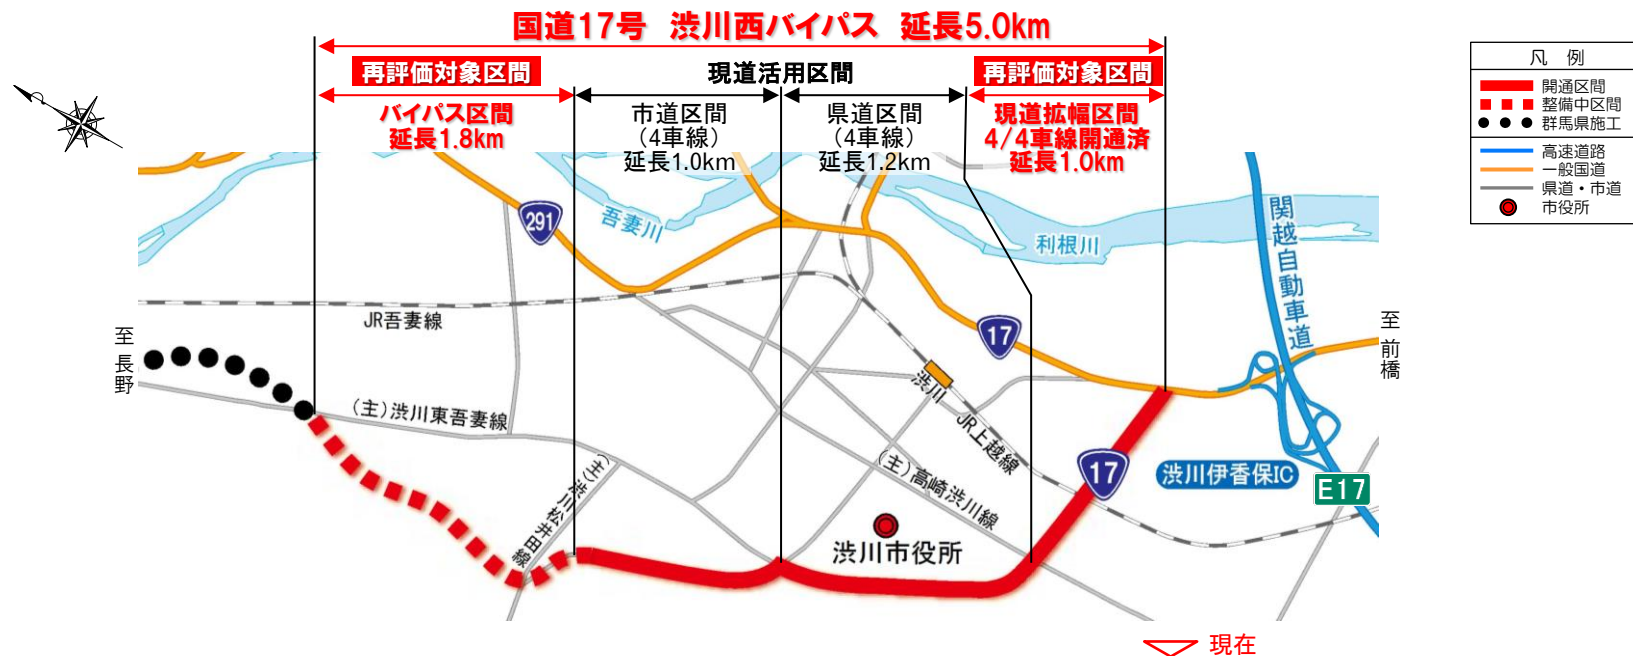 国道17号 渋川西バイパス 延長5.0km
再評価対象区間
現道活用区間
再評価対象区間
バイパス区間
延長1.8km
市道区間
(4車線)
延長1.0km
県道区間
(4車線)
延長1.2km
現道拡幅区間
4/4車線開通済
延長1.0km
凡 例
開通区間
整備中区間
群馬県施工
高速道路
一般国道
県道・市道
市役所
291
吾妻川
利根川
関越自動車道
JR吾妻線
17
至 長野
至 前橋
渋川
(主)渋川東吾妻線
JR上越線
(主)渋川松井田線
(主)高崎渋川線
17
渋川伊香保IC
E17
渋川市役所
現在